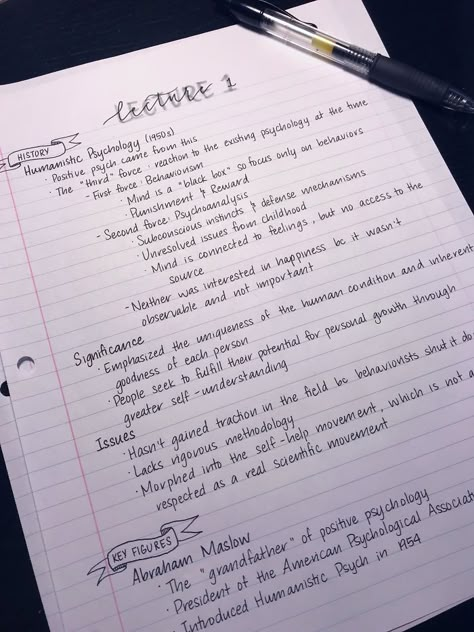 lecture 1
LECTURE
HISTORY
Humanistic Psychology (1950s)
· Positive psych came from this
· The "third" force: reaction to the existing psychology at the time
- First force: Behaviorism
· Mind is a "black box" so focus only on behaviors
· Punishment & Reward
- Second force: Psychoanalysis
· Subconscious instincts & defense mechanisms
· Unresolved issues from childhood
· Mind is connected to feelings, but no access to the
source
- Neither was interested in happiness bc it wasn't
observable and not important
Significance
· Emphasized the uniqueness of the human condition and inherent
goodness of each person
· People seek to fulfill their potential for personal growth through
greater self-understanding
Issues
· Hasn't gained traction in the field bc behaviorists shut it do
· Lacks rigorous methodology
· Morphed into the self-help movement, which is not a
respected as a real scientific movement
KEY FIGURES
Abraham Maslow
· The "grandfather" of positive psychology
· President of the American Psychological Associat
· Introduced Humanistic Psych in 1954